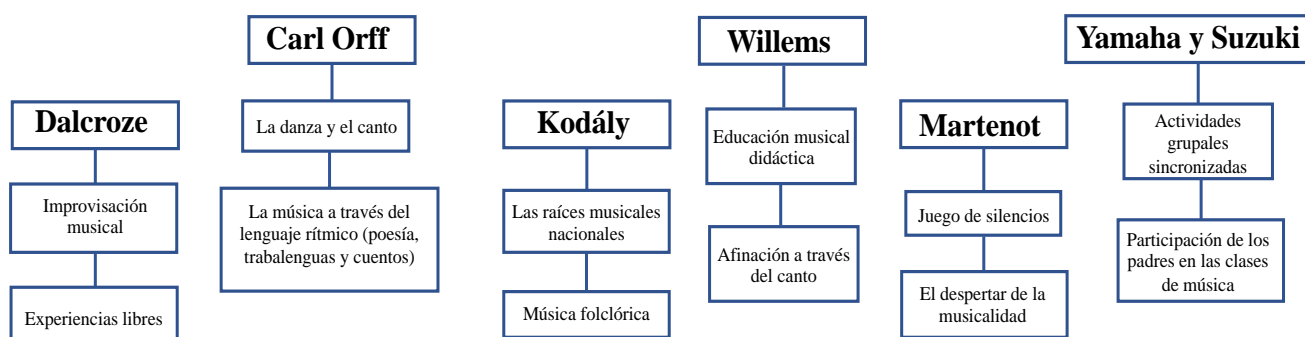 Dalcroze
Improvisación
musical
Experiencias libres
Carl Orff
La danza y el canto
La música a través del
lenguaje rítmico (poesía,
trabalenguas y cuentos)
Kodály
Las raíces musicales
nacionales
Música folclórica
Willems
Educación musical
didáctica
Afinación a través
del canto
Martenot
Juego de silencios
El despertar de la
musicalidad
Yamaha y Suzuki
Actividades
grupales
sincronizadas
Participación de los
padres en las clases
de música